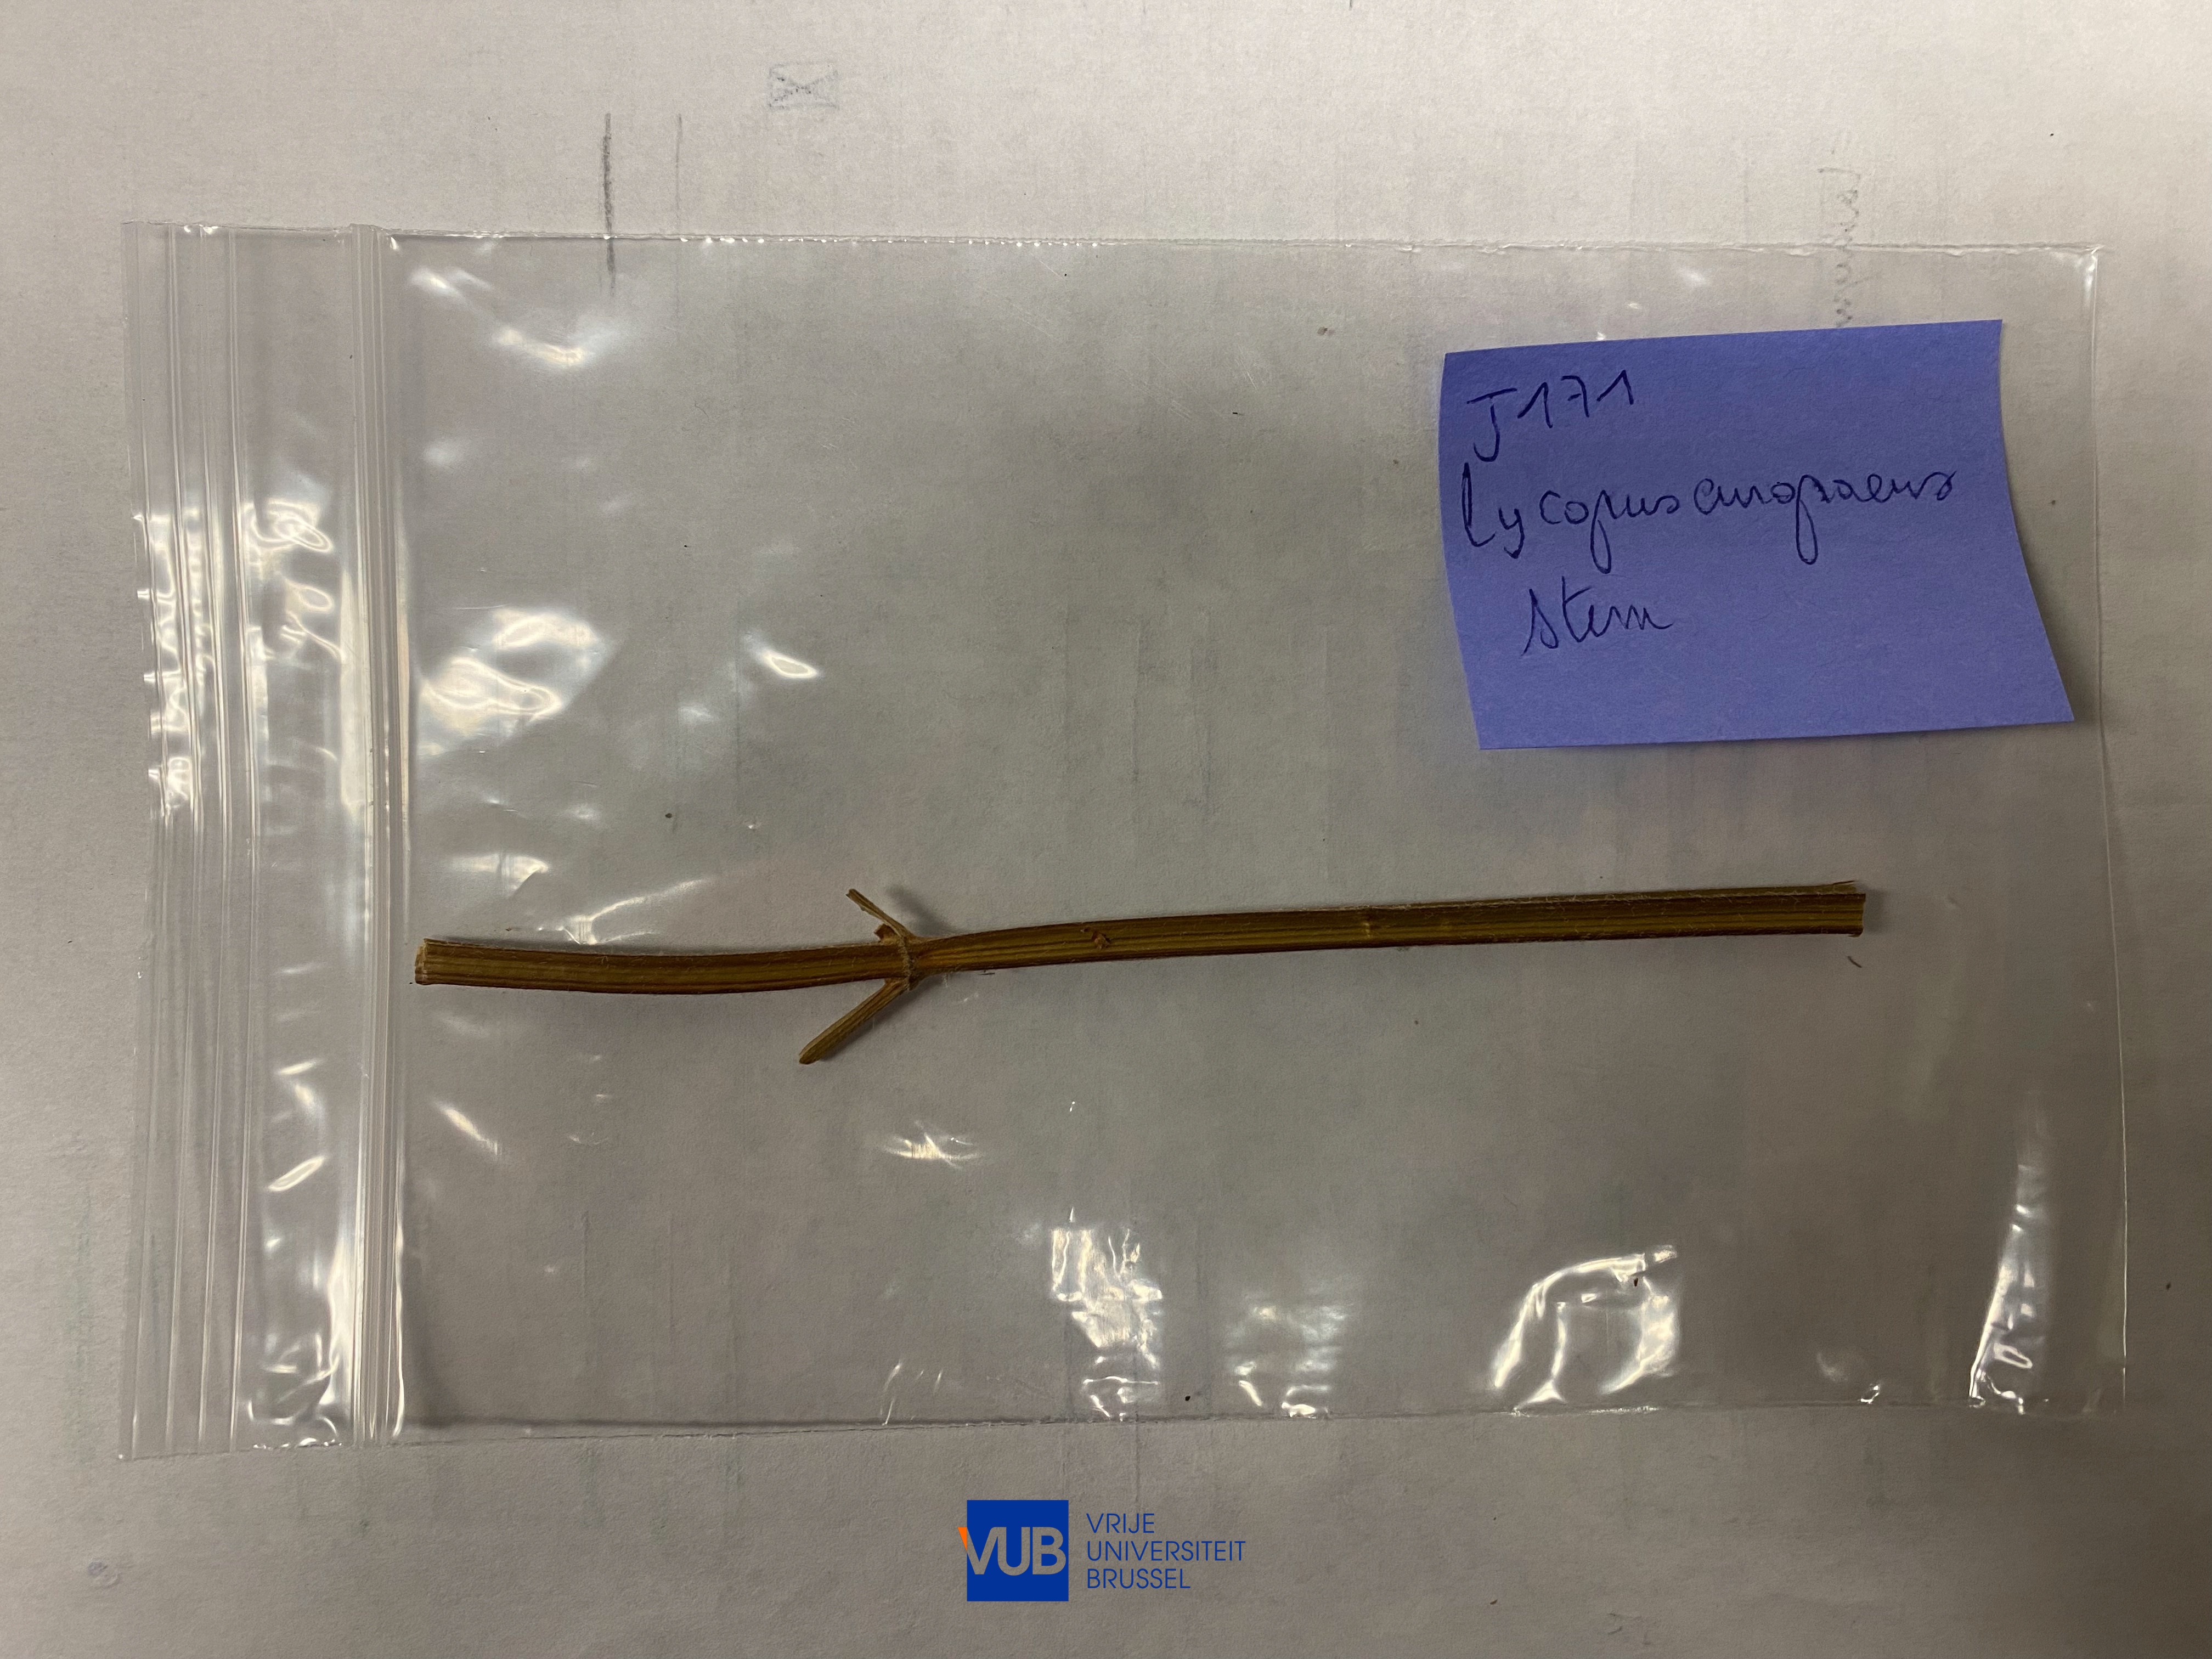 J171
Lycopus europaeus
Stem
VUB
VRIJE
UNIVERSITEIT
BRUSSEL